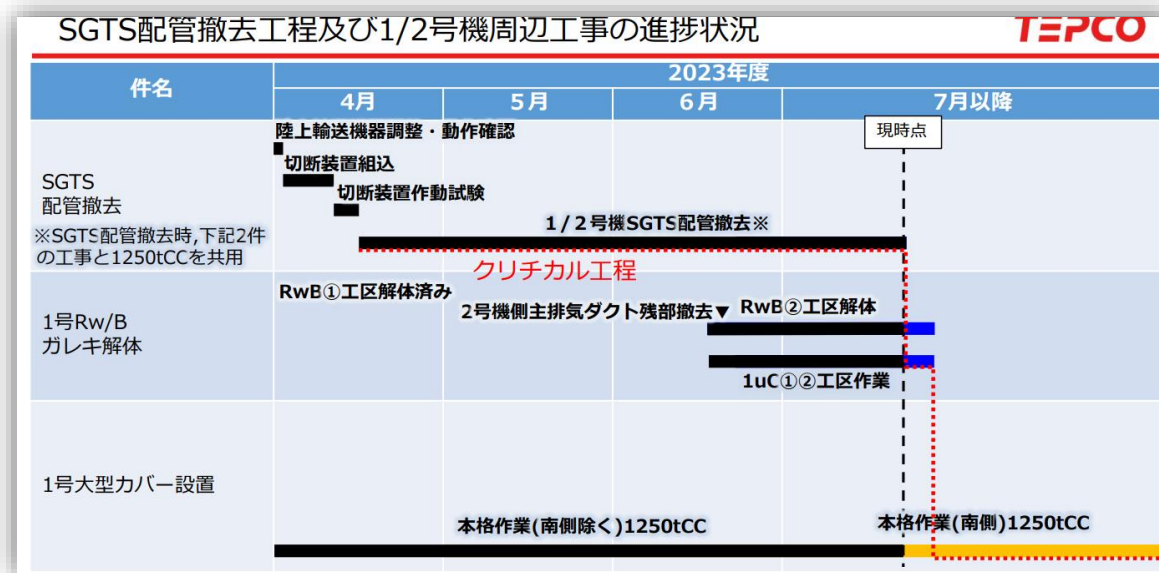 SGTS配管撤去工程及び1/2号機周辺工事の進捗状況
TEPCO
件名
2023年度
4月
5月
6月
7月以降
陸上輸送機器調整・動作確認
現時点
切断装置組込
切断装置作動試験
SGTS
配管撤去
※SGTS配管撤去時,下記2件
の工事と1250tCCを共用
1/2号機SGTS配管撤去※
クリチカル工程
RwB①工区解体済み
2号機側主排気ダクト残部撤去▼
RwB②工区解体
1号Rw/B
ガレキ解体
1uC①②工区作業
1号大型カバー設置
本格作業(南側除く)1250tCC
本格作業(南側)1250tCC